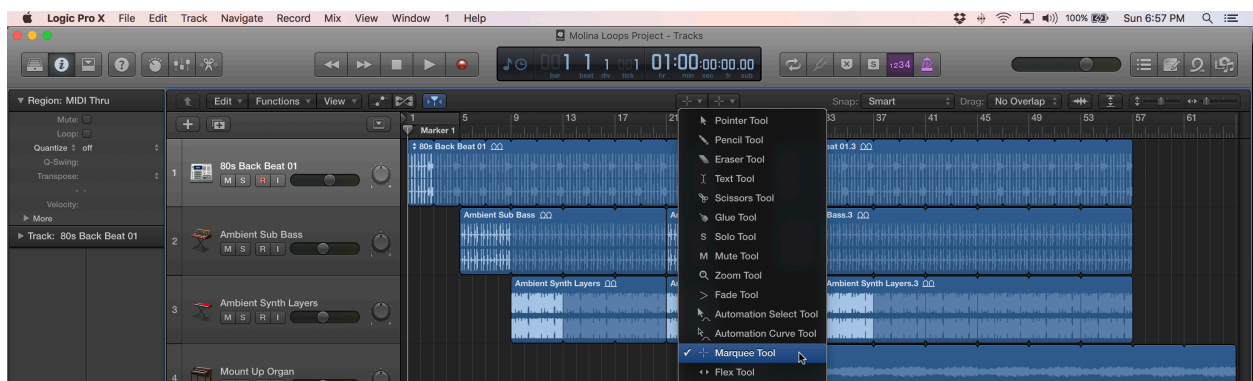 Logic Pro X File Edit Track Navigate Record Mix View Window 1 Help 100% Sun 6:57 PM
Molina Loops Project - Tracks
001 1 1 001 01:00:00:00.00
bar beat div tick hr min sec fr sub
S 1234
Region: MIDI Thru
Edit Functions View Snap: Smart Drag: No Overlap
Mute:
Loop:
Quantize off
Q-Swing:
Transpose:
Velocity:
More
Track: 80s Back Beat 01
1 5 9 13 17 21 33 37 41 45 49 53 57 61
Marker 1
1 80s Back Beat 01
M S R I
80s Back Beat 01 eat 01.3
2 Ambient Sub Bass
M S R I
Ambient Sub Bass A Bass.3
3 Ambient Synth Layers
M S R I
Ambient Synth Layers A Ambient Synth Layers.3
4 Mount Up Organ
Pointer Tool
Pencil Tool
Eraser Tool
Text Tool
Scissors Tool
Glue Tool
S Solo Tool
M Mute Tool
Zoom Tool
Fade Tool
Automation Select Tool
Automation Curve Tool
✓ Marquee Tool
Flex Tool